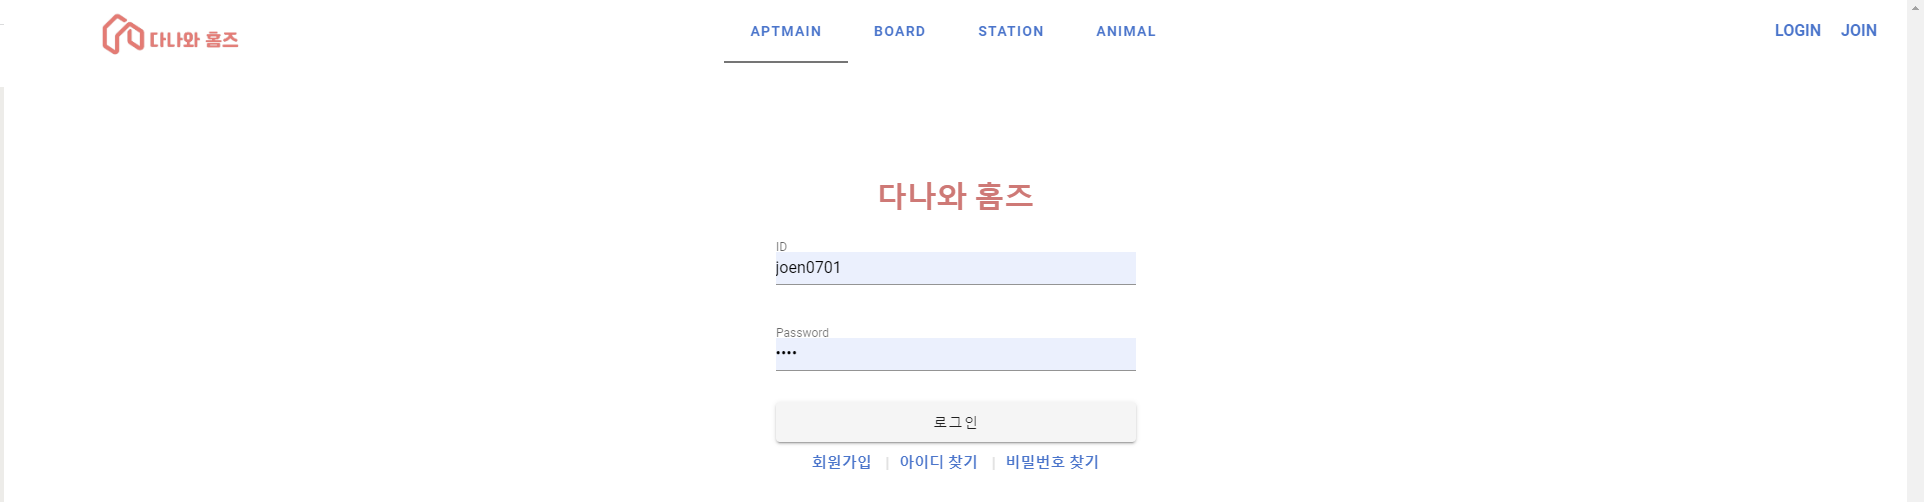 다나와 홈즈
APTMAIN BOARD STATION ANIMAL
LOGIN JOIN
다나와 홈즈
ID
joen0701
Password
••••
로그인
회원가입 | 아이디 찾기 | 비밀번호 찾기